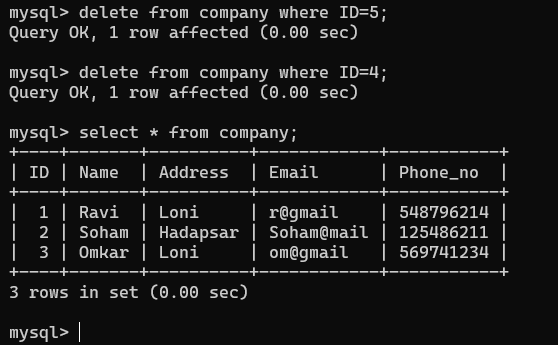 mysql> delete from company where ID=5;
Query OK, 1 row affected (0.00 sec)
mysql> delete from company where ID=4;
Query OK, 1 row affected (0.00 sec)
mysql> select * from company;
+----+-------+----------+------------+-----------+
| ID | Name  | Address  | Email      | Phone_no  |
+----+-------+----------+------------+-----------+
|  1 | Ravi  | Loni     | r@gmail    | 548796214 |
|  2 | Soham | Hadapsar | Soham@mail | 125486211 |
|  3 | Omkar | Loni     | om@gmail   | 569741234 |
+----+-------+----------+------------+-----------+
3 rows in set (0.00 sec)
mysql>